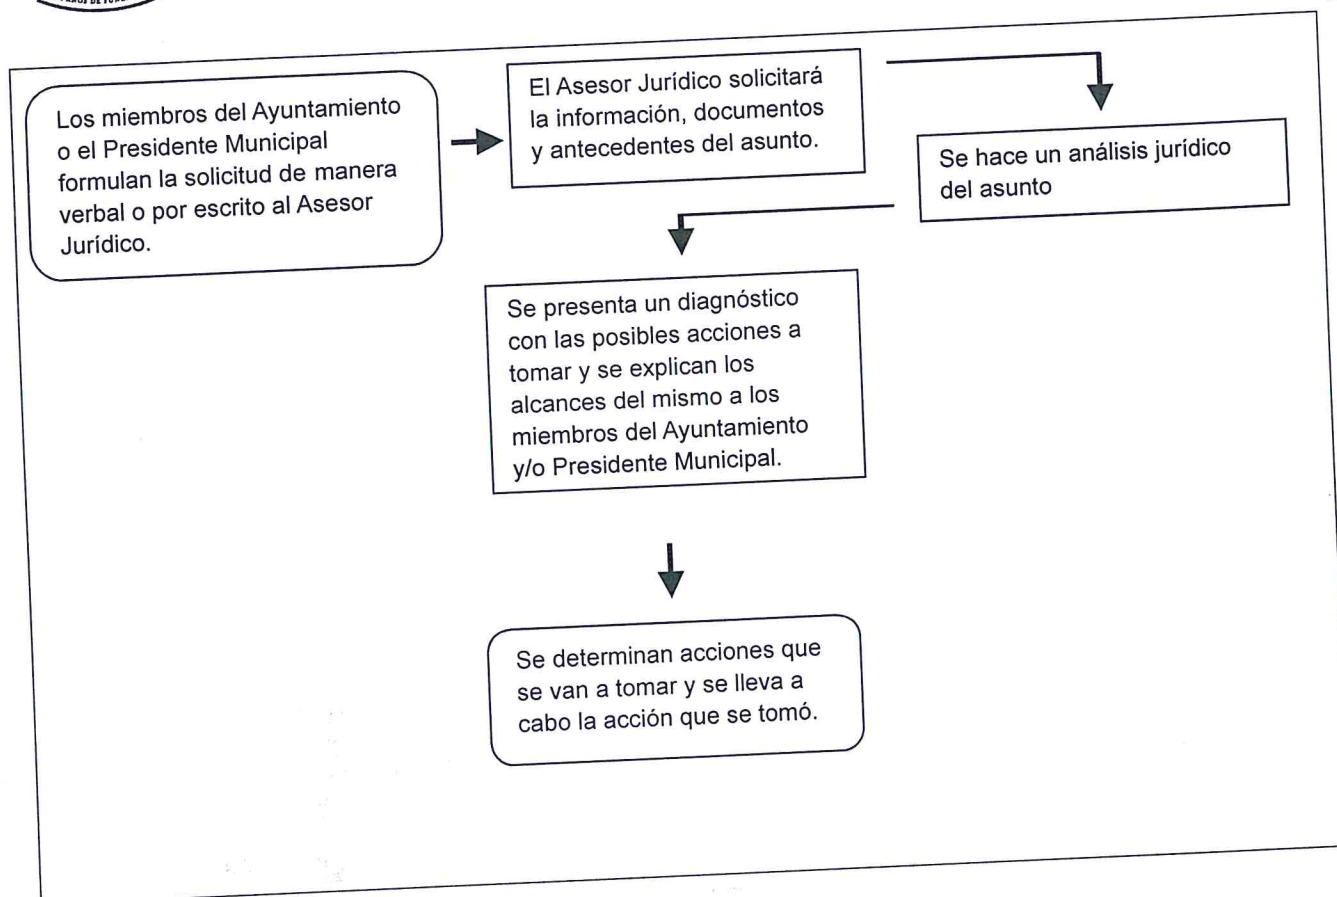 Los miembros del Ayuntamiento
o el Presidente Municipal
formulan la solicitud de manera
verbal o por escrito al Asesor
Jurídico.
El Asesor Jurídico solicitará
la información, documentos
y antecedentes del asunto.
Se hace un análisis jurídico
del asunto
Se presenta un diagnóstico
con las posibles acciones a
tomar y se explican los
alcances del mismo a los
miembros del Ayuntamiento
y/o Presidente Municipal.
Se determinan acciones que
se van a tomar y se lleva a
cabo la acción que se tomó.